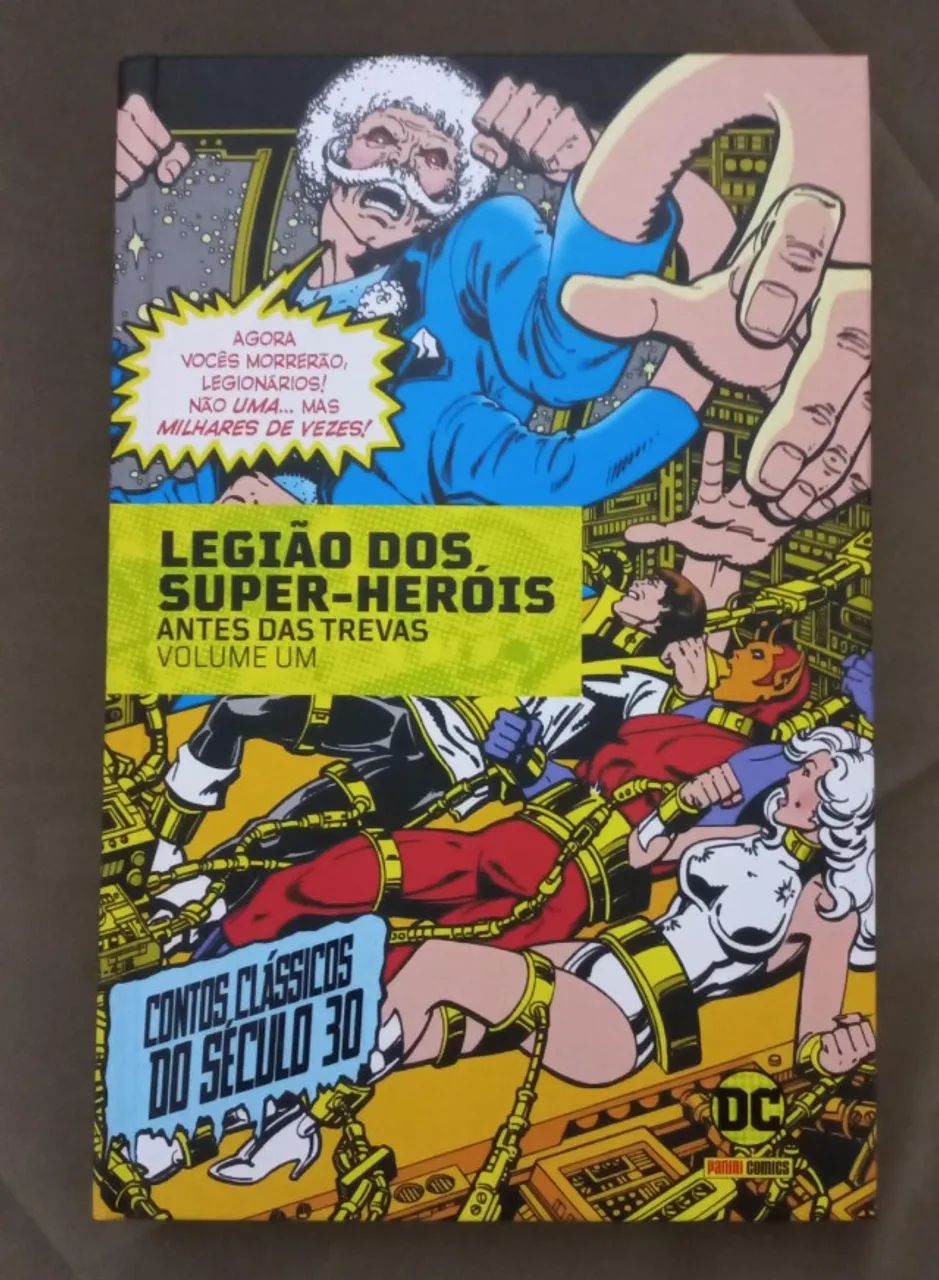 AGORA
VOCÊS MORRERÃO,
LEGIONÁRIOS!
NÃO UMA... MAS
MILHARES DE VEZES!
LEGIÃO DOS
SUPER-HERÓIS
ANTES DAS TREVAS
VOLUME UM
CONTOS CLÁSSICOS
DO SÉCULO 30
DC
PANINI COMICS